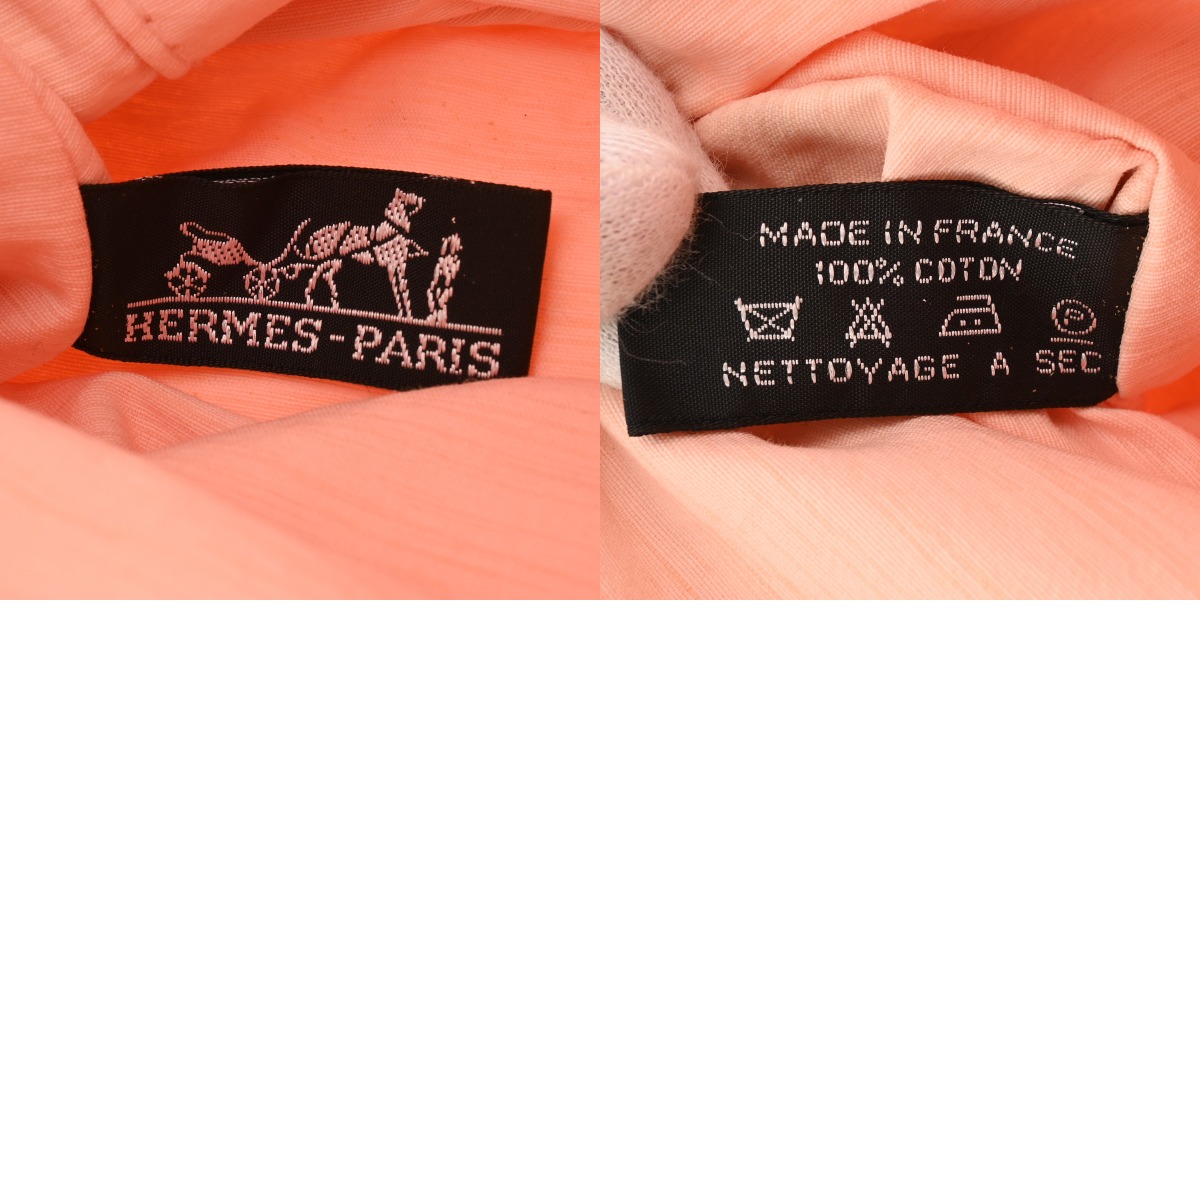 HERMES-PARIS
MADE IN FRANCE
100% COTON
P
NETTOYAGE A SEC